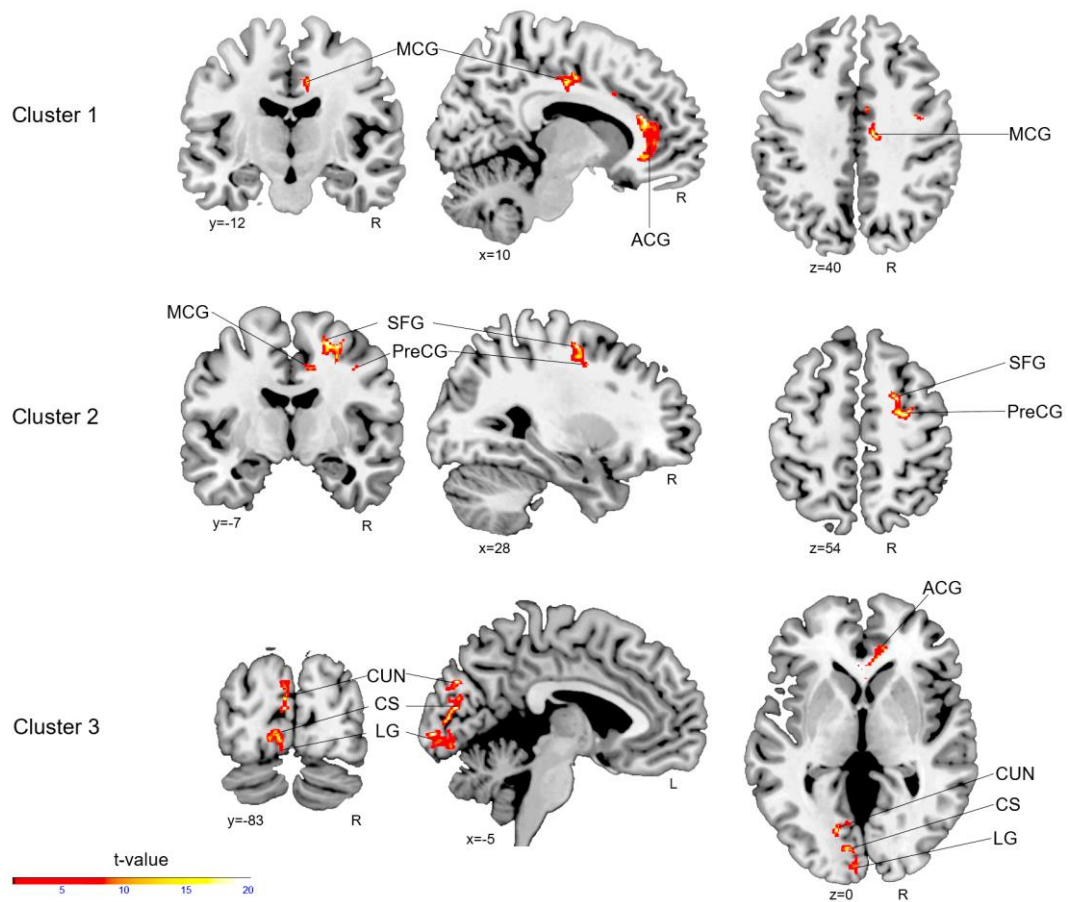 MCG
Cluster 1
MCG
y=-12
R
R
ACG
x=10
z=40
R
MCG
SFG
PreCG
SFG
PreCG
Cluster 2
R
y=-7
R
x=28
z=54
R
ACG
CUN
CS
LG
Cluster 3
CUN
CS
LG
L
y=-83
R
x=-5
z=0
R
t-value
5
10
15
20